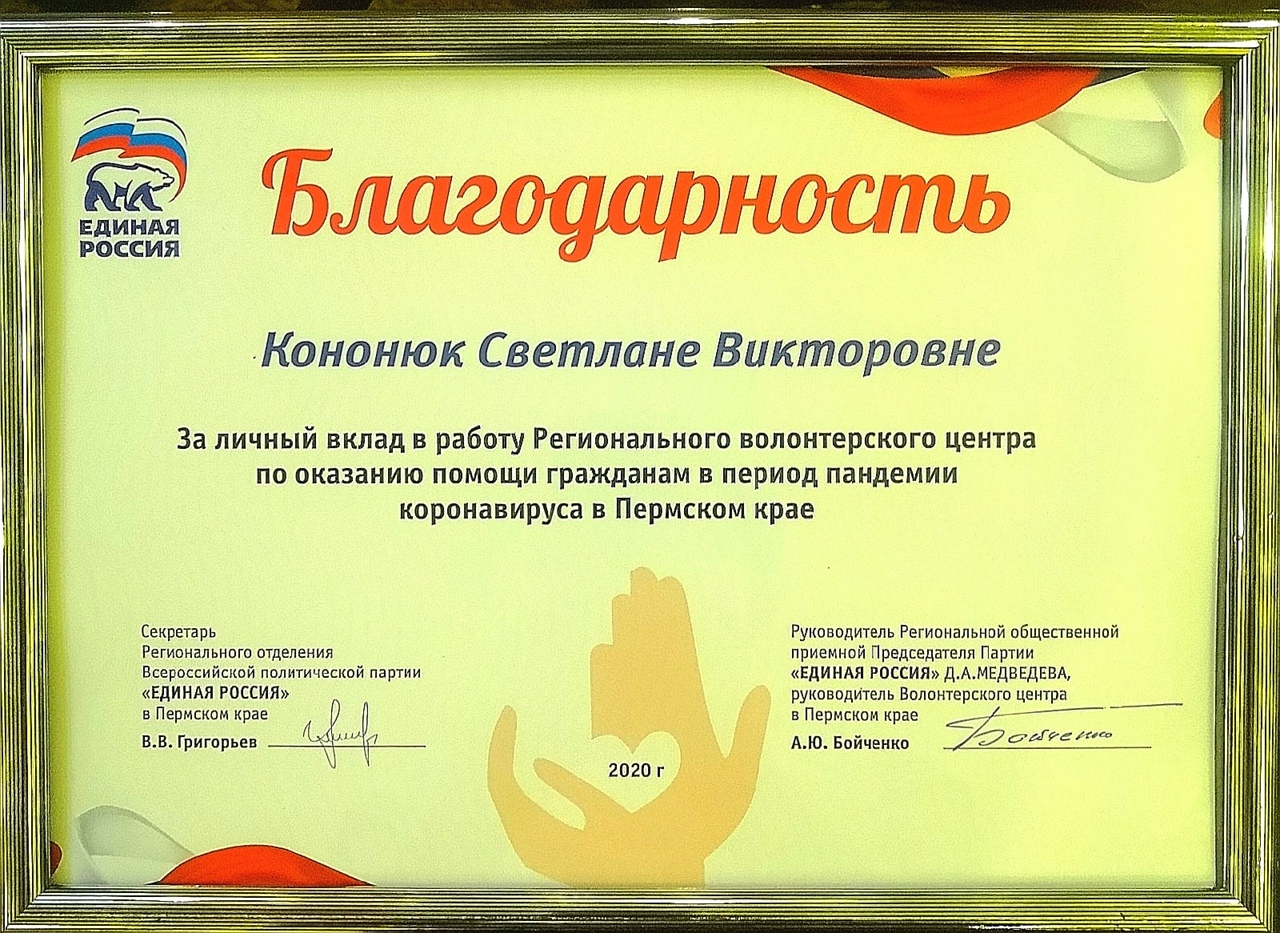 ЕДИНАЯ
РОССИЯ
Благодарность
Кононюк Светлане Викторовне
За личный вклад в работу Регионального волонтерского центра
по оказанию помощи гражданам в период пандемии
коронавируса в Пермском крае
Секретарь
Регионального отделения
Всероссийской политической партии
«ЕДИНАЯ РОССИЯ»
в Пермском крае
В.В. Григорьев
2020 г
Руководитель Региональной общественной
приемной Председателя Партии
«ЕДИНАЯ РОССИЯ» Д.А.МЕДВЕДЕВА,
руководитель Волонтерского центра
в Пермском крае
А.Ю. Бойченко
Бойченко